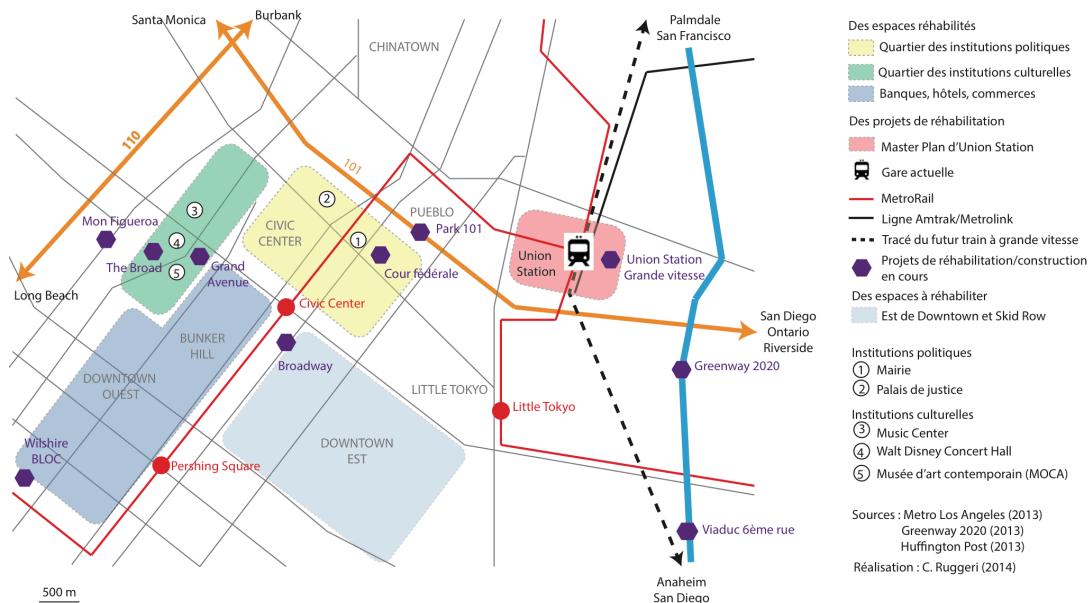 Santa Monica
Burbank
CHINATOWN
Palmdale
San Francisco
110
101
Mon Figueroa
The Broad
3
4
5
Grand
Avenue
CIVIC
CENTER
2
1
PUEBLO
Park 101
Cour fédérale
Union
Station
Union Station
Grande vitesse
Long Beach
Civic Center
San Diego
Ontario
Riverside
BUNKER
HILL
Broadway
DOWNTOWN
OUEST
LITTLE TOKYO
Little Tokyo
Greenway 2020
Wilshire
BLOC
Pershing Square
DOWNTOWN
EST
Viaduc 6ème rue
Anaheim
San Diego
500 m
Des espaces réhabilités
Quartier des institutions politiques
Quartier des institutions culturelles
Banques, hôtels, commerces
Des projets de réhabilitation
Master Plan d'Union Station
Gare actuelle
MetroRail
Ligne Amtrak/Metrolink
Tracé du futur train à grande vitesse
Projets de réhabilitation/construction
en cours
Des espaces à réhabiliter
Est de Downtown et Skid Row
Institutions politiques
1 Mairie
2 Palais de justice
Institutions culturelles
3 Music Center
4 Walt Disney Concert Hall
5 Musée d'art contemporain (MOCA)
Sources : Metro Los Angeles (2013)
Greenway 2020 (2013)
Huffington Post (2013)
Réalisation : C. Ruggeri (2014)